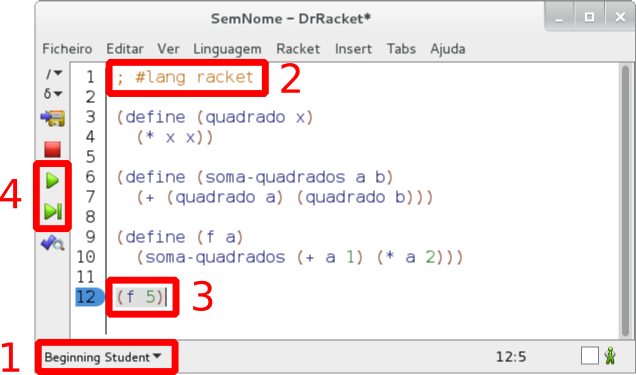 SemNome – DrRacket*
Ficheiro Editar Ver Linguagem Racket Insert Tabs Ajuda
1 ; #lang racket 2
2
3 (define (quadrado x)
4 (* x x))
5
6 (define (soma-quadrados a b)
4 7 (+ (quadrado a) (quadrado b)))
8
9 (define (f a)
10 (soma-quadrados (+ a 1) (* a 2)))
11
12 (f 5) 3
1 Beginning Student 12:5